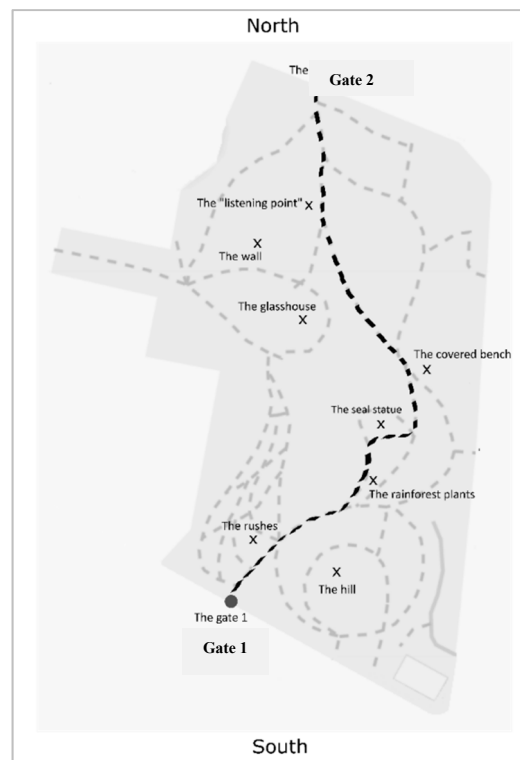 North
The
Gate 2
The "listening point"
X
X
The wall
The glasshouse
X
The covered bench
X
The seal statue
X
X
The rainforest plants
The rushes
X
X
The hill
The gate 1
Gate 1
South